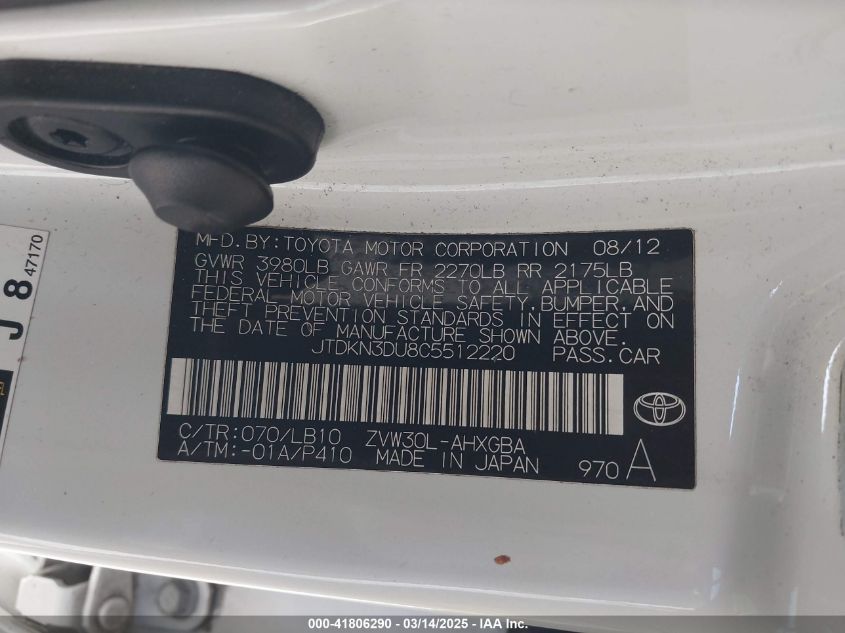 MFD.BY:TOYOTA MOTOR CORPORATION 08/12
GVWR 3980LB GAWR FR 2270LB RR 2175LB
THIS VEHICLE CONFORMS TO ALL APPLICABLE
FEDERAL MOTOR VEHICLE SAFETY, BUMPER, AND
THEFT PREVENTION STANDARDS IN EFFECT ON
THE DATE OF MANUFACTURE SHOWN ABOVE.
JTDKN3DU8C5512220 PASS.CAR
C/TR:070/LB10 ZVW30L-AHXGBA
A/TM:-01A/P410 MADE IN JAPAN 970 A
J 8 47170
000-41806290 - 03/14/2025 - IAAI Inc.